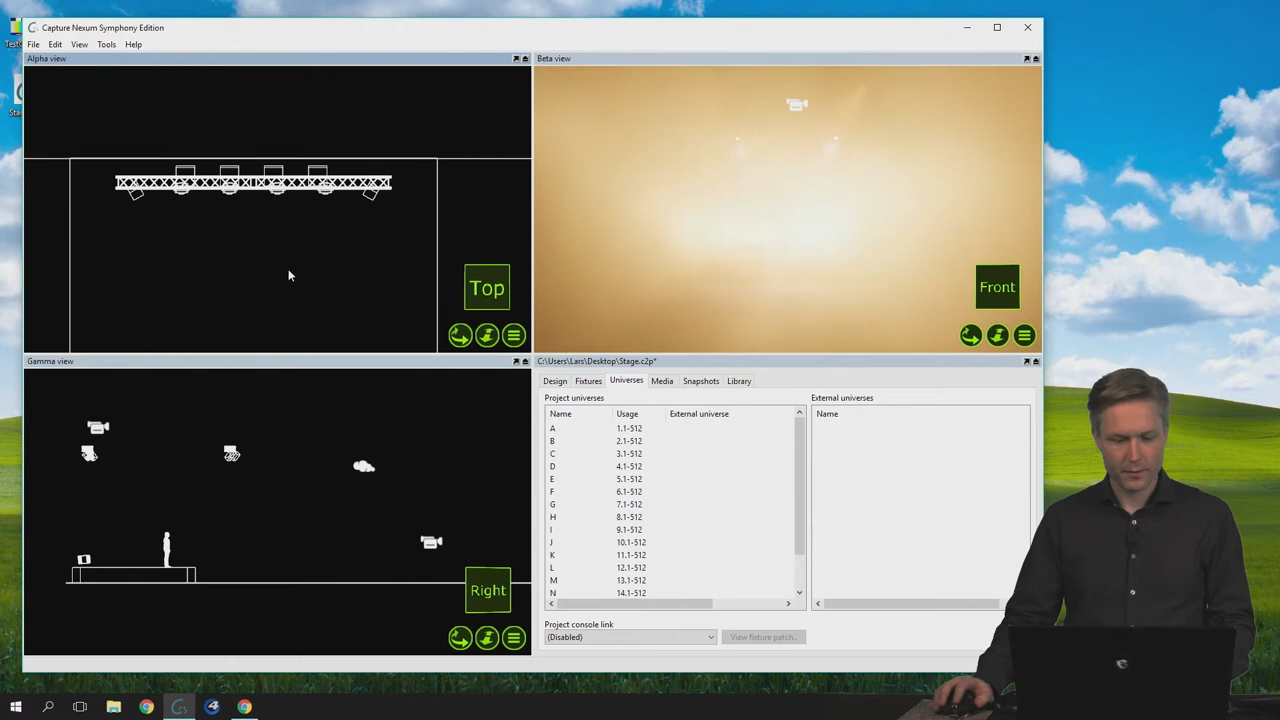 Capture Nexum Symphony Edition
File Edit View Tools Help
Alpha view
Beta view
Top
Front
Gamma view
C:\Users\Lars\Desktop\Stage.c2p*
Design Fixtures Universes Media Snapshots Library
Project universes
External universes
Name Usage External universe
Name
A 1.1-512
B 2.1-512
C 3.1-512
D 4.1-512
E 5.1-512
F 6.1-512
G 7.1-512
H 8.1-512
I 9.1-512
J 10.1-512
K 11.1-512
L 12.1-512
M 13.1-512
N 14.1-512
Right
Project console link
(Disabled)
View fixture patch..
4